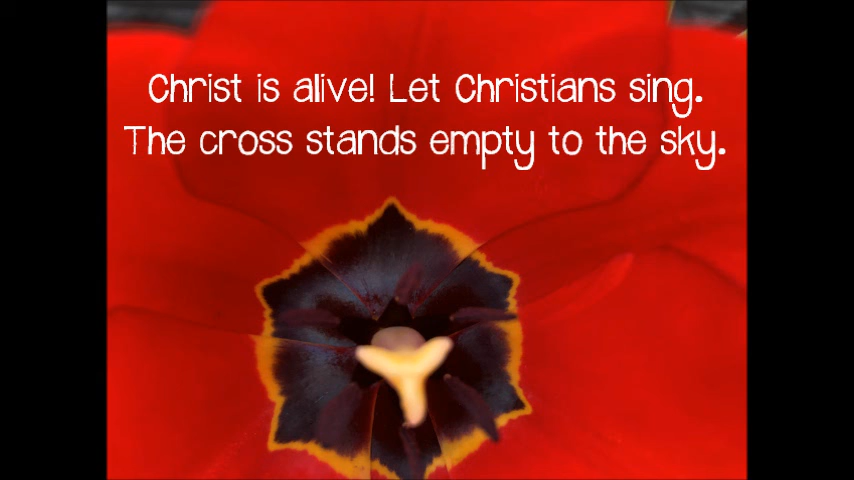 Christ is alive! Let Christians sing.
The cross stands empty to the sky.